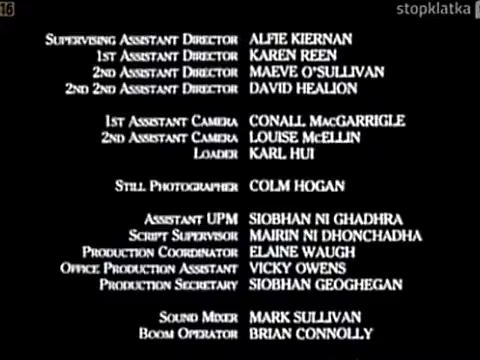 16
stopklatka
SUPERVISING ASSISTANT DIRECTOR ALFIE KIERNAN
1ST ASSISTANT DIRECTOR KAREN REEN
2ND ASSISTANT DIRECTOR MAEVE O'SULLIVAN
2ND 2ND ASSISTANT DIRECTOR DAVID HEALION
1ST ASSISTANT CAMERA CONALL MACGARRIGLE
2ND ASSISTANT CAMERA LOUISE MCELLIN
LOADER KARL HUI
STILL PHOTOGRAPHER COLM HOGAN
ASSISTANT UPM SIOBHAN NI GHADHRA
SCRIPT SUPERVISOR MAIRIN NI DHONCHADHA
PRODUCTION COORDINATOR ELAINE WAUGH
OFFICE PRODUCTION ASSISTANT VICKY OWENS
PRODUCTION SECRETARY SIOBHAN GEOGHEGAN
SOUND MIXER MARK SULLIVAN
BOOM OPERATOR BRIAN CONNOLLY